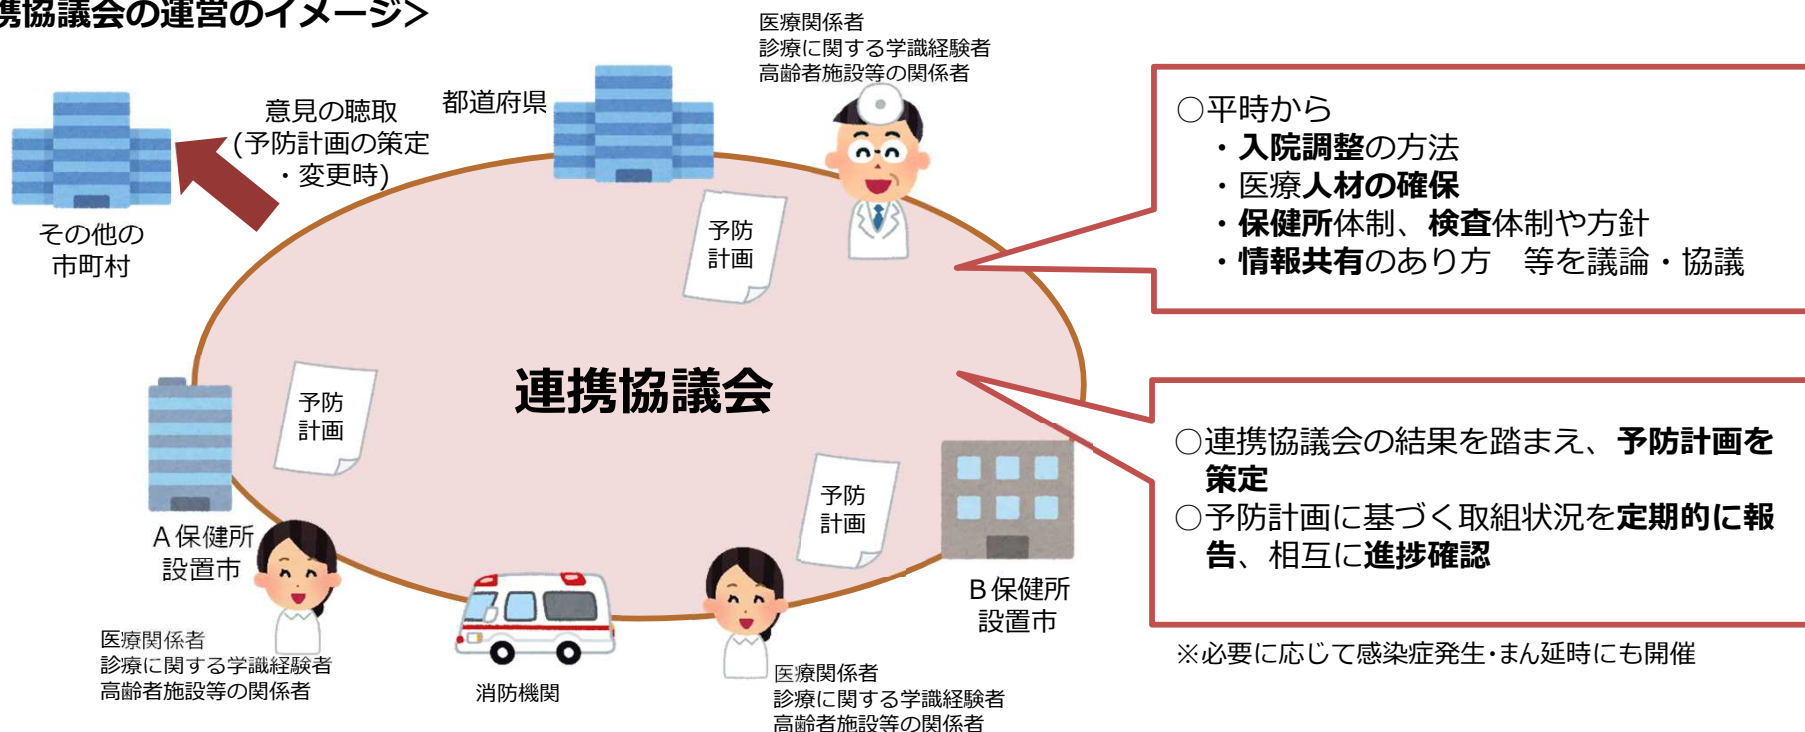 携協議会の運営のイメージ＞
医療関係者
診療に関する学識経験者
高齢者施設等の関係者
都道府県
意見の聴取
(予防計画の策定
・変更時)
その他の
市町村
予防
計画
○平時から
・入院調整の方法
・医療人材の確保
・保健所体制、検査体制や方針
・情報共有のあり方　等を議論・協議
連携協議会
予防
計画
予防
計画
○連携協議会の結果を踏まえ、予防計画を
策定
○予防計画に基づく取組状況を定期的に報
告、相互に進捗確認
Ａ保健所
設置市
Ｂ保健所
設置市
医療関係者
診療に関する学識経験者
高齢者施設等の関係者
消防機関
医療関係者
診療に関する学識経験者
高齢者施設等の関係者
※必要に応じて感染症発生・まん延時にも開催